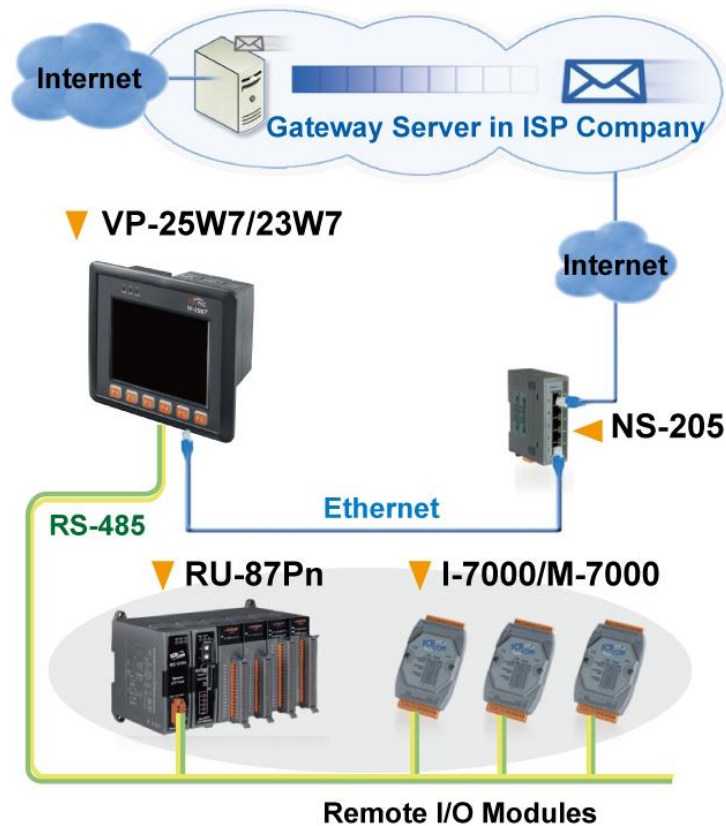 Internet
Gateway Server in ISP Company
VP-25W7/23W7
Internet
NS-205
Ethernet
RS-485
RU-87Pn
I-7000/M-7000
Remote I/O Modules